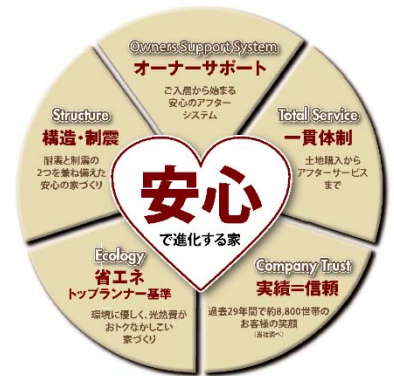 Owners Support System
オーナーサポート
ご入居から始まる
安心のアフター
システム
Total Service
一貫体制
土地購入から
アフターサービス
まで
Company Trust
実績=信頼
過去29年間で約8,800世帯の
お客様の笑顔
(当社調べ)
Ecology
省エネ
トップランナー基準
環境に優しく、光熱費が
おトクなかしこい
家づくり
Structure
構造・制震
耐震と制震の
2つを兼ね備えた
安心の家づくり
安心
で進化する家